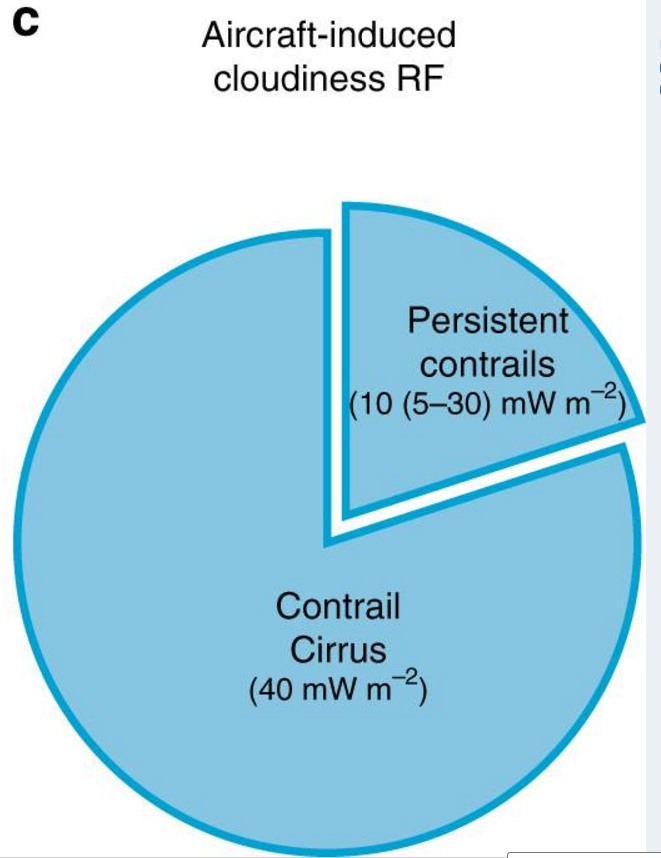 c
Aircraft-induced
cloudiness RF
Persistent
contrails
(10 (5–30) mW m⁻²)
Contrail
Cirrus
(40 mW m⁻²)